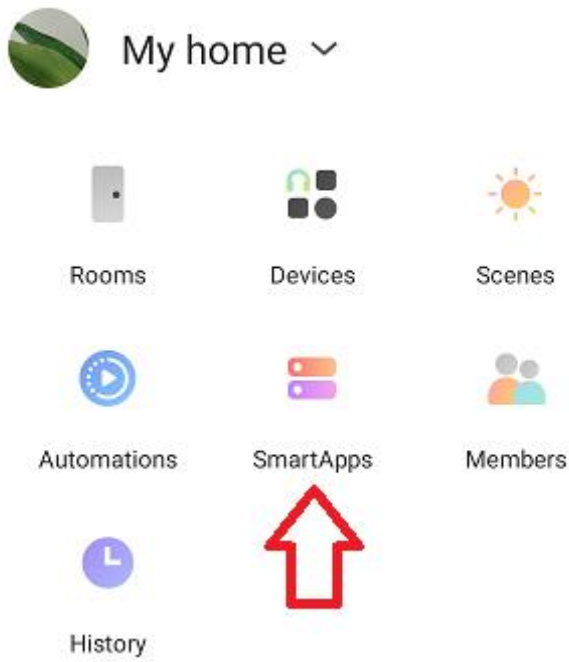 My home
Rooms
Devices
Scenes
Automations
SmartApps
Members
History